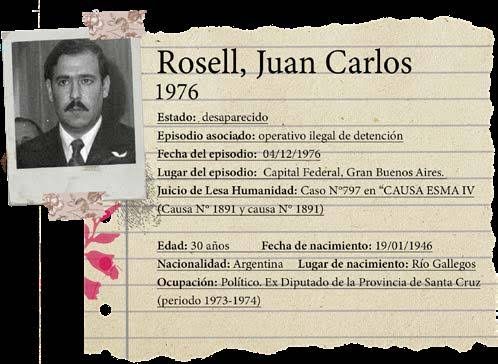 Rosell, Juan Carlos
1976
Estado: desaparecido
Episodio asociado: operativo ilegal de detención
Fecha del episodio: 04/12/1976
Lugar del episodio: Capital Federal, Gran Buenos Aires.
Juicio de Lesa Humanidad: Caso Nº797 en “CAUSA ESMA IV
(Causa Nº 1891 y causa Nº 1891)
Edad: 30 años Fecha de nacimiento: 19/01/1946
Nacionalidad: Argentina Lugar de nacimiento: Río Gallegos
Ocupación: Político. Ex Diputado de la Provincia de Santa Cruz
(periodo 1973-1974)